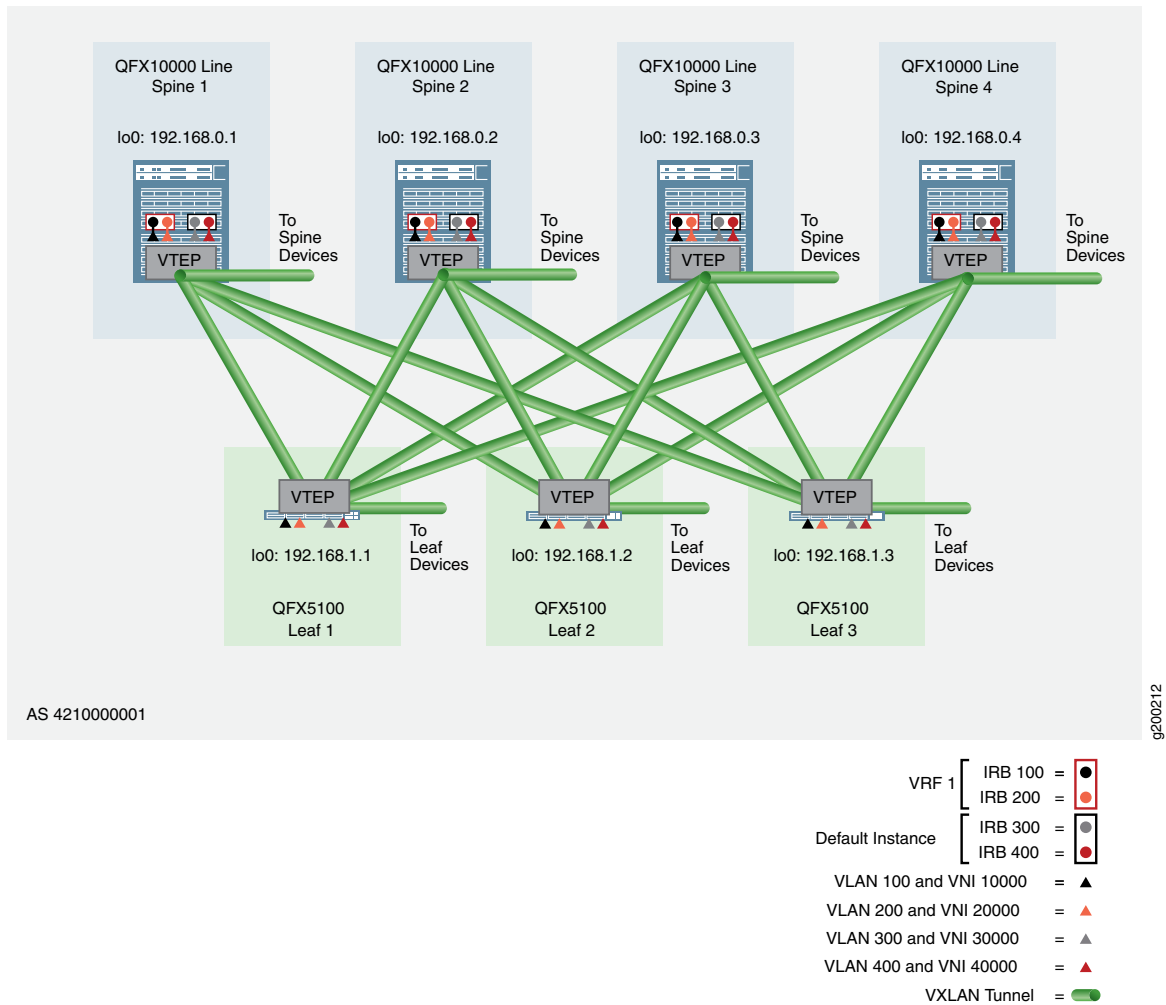 QFX10000 Line
Spine 1
QFX10000 Line
Spine 2
QFX10000 Line
Spine 3
QFX10000 Line
Spine 4
lo0: 192.168.0.1
lo0: 192.168.0.2
lo0: 192.168.0.3
lo0: 192.168.0.4
To
Spine
Devices
To
Spine
Devices
To
Spine
Devices
To
Spine
Devices
VTEP
VTEP
VTEP
VTEP
VTEP
VTEP
VTEP
To
Leaf
Devices
To
Leaf
Devices
To
Leaf
Devices
lo0: 192.168.1.1
lo0: 192.168.1.2
lo0: 192.168.1.3
QFX5100
Leaf 1
QFX5100
Leaf 2
QFX5100
Leaf 3
AS 4210000001
g200212
VRF 1
IRB 100 =
IRB 200 =
Default Instance
IRB 300 =
IRB 400 =
VLAN 100 and VNI 10000 =
VLAN 200 and VNI 20000 =
VLAN 300 and VNI 30000 =
VLAN 400 and VNI 40000 =
VXLAN Tunnel =